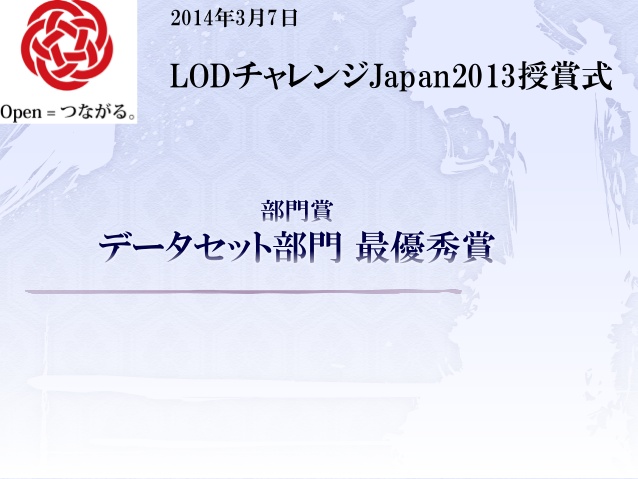 2014年3月7日
LODチャレンジJapan2013授賞式
Open = つながる。
部門賞
データセット部門 最優秀賞